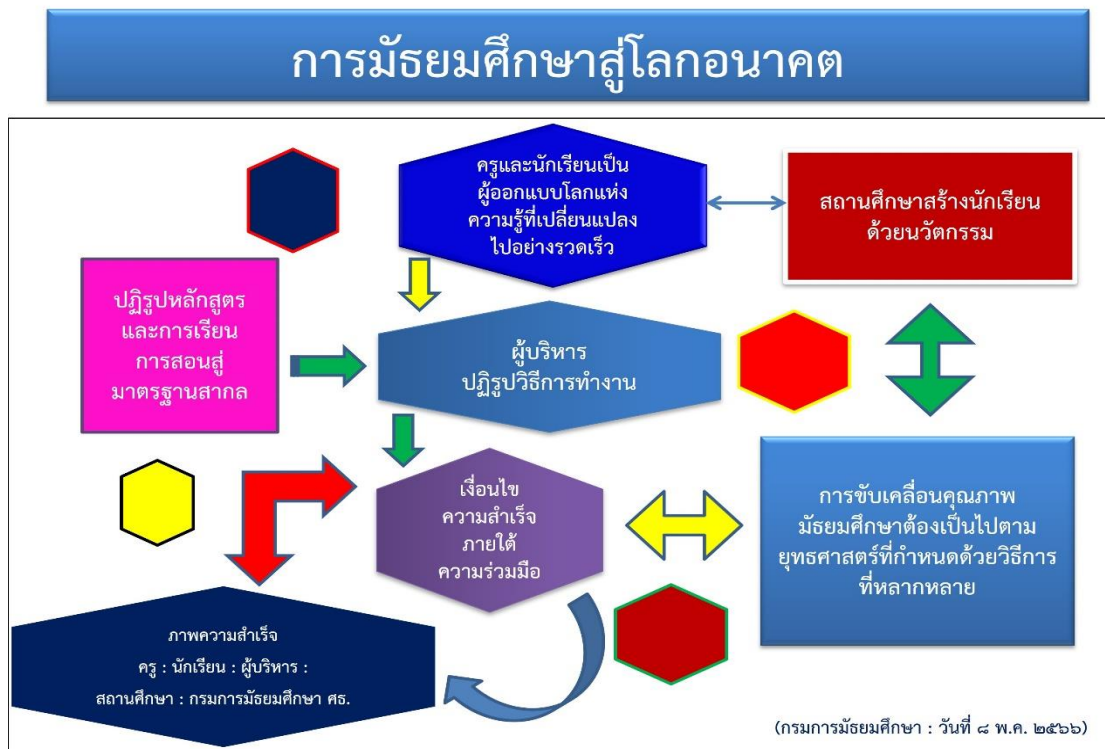 การมัธยมศึกษาสู่โลกอนาคต
ครูและนักเรียนเป็น
ผู้ออกแบบโลกแห่ง
ความรู้ที่เปลี่ยนแปลง
ไปอย่างรวดเร็ว
สถานศึกษาสร้างนักเรียน
ด้วยนวัตกรรม
ปฏิรูปหลักสูตร
และการเรียน
การสอนสู่
มาตรฐานสากล
ผู้บริหาร
ปฏิรูปวิธีการทำงาน
เงื่อนไข
ความสำเร็จ
ภายใต้
ความร่วมมือ
การขับเคลื่อนคุณภาพ
มัธยมศึกษาต้องเป็นไปตาม
ยุทธศาสตร์ที่กำหนดด้วยวิธีการ
ที่หลากหลาย
ภาพความสำเร็จ
ครู : นักเรียน : ผู้บริหาร :
สถานศึกษา : กรมการมัธยมศึกษา ศธ.
(กรมการมัธยมศึกษา : วันที่ ๘ พ.ค. ๒๕๖๖)